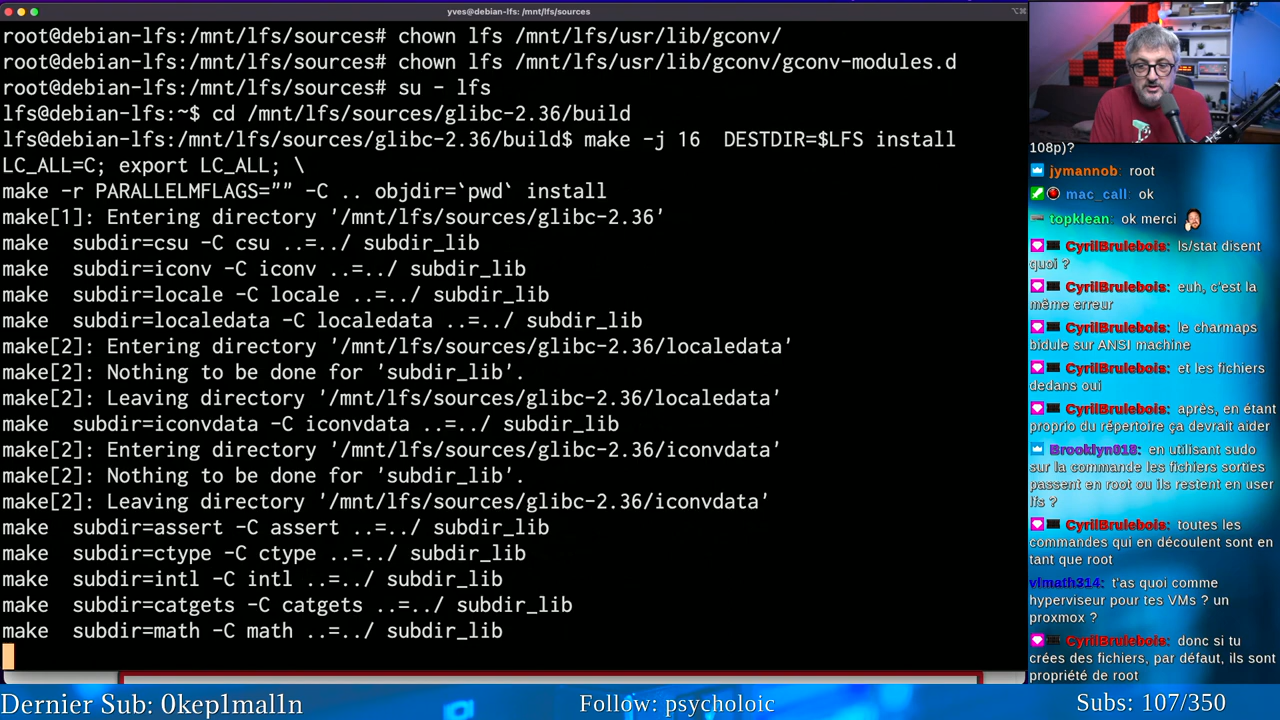 yves@debian-lfs: /mnt/lfs/sources
root@debian-lfs:/mnt/lfs/sources# chown lfs /mnt/lfs/usr/lib/gconv/
root@debian-lfs:/mnt/lfs/sources# chown lfs /mnt/lfs/usr/lib/gconv/gconv-modules.d
root@debian-lfs:/mnt/lfs/sources# su - lfs
lfs@debian-lfs:~$ cd /mnt/lfs/sources/glibc-2.36/build
lfs@debian-lfs:/mnt/lfs/sources/glibc-2.36/build$ make -j 16  DESTDIR=$LFS install
LC_ALL=C; export LC_ALL; \
make -r PARALLELMFLAGS="" -C .. objdir=`pwd` install
make[1]: Entering directory '/mnt/lfs/sources/glibc-2.36'
make  subdir=csu -C csu ..=../ subdir_lib
make  subdir=iconv -C iconv ..=../ subdir_lib
make  subdir=locale -C locale ..=../ subdir_lib
make  subdir=localedata -C localedata ..=../ subdir_lib
make[2]: Entering directory '/mnt/lfs/sources/glibc-2.36/localedata'
make[2]: Nothing to be done for 'subdir_lib'.
make[2]: Leaving directory '/mnt/lfs/sources/glibc-2.36/localedata'
make  subdir=iconvdata -C iconvdata ..=../ subdir_lib
make[2]: Entering directory '/mnt/lfs/sources/glibc-2.36/iconvdata'
make[2]: Nothing to be done for 'subdir_lib'.
make[2]: Leaving directory '/mnt/lfs/sources/glibc-2.36/iconvdata'
make  subdir=assert -C assert ..=../ subdir_lib
make  subdir=ctype -C ctype ..=../ subdir_lib
make  subdir=intl -C intl ..=../ subdir_lib
make  subdir=catgets -C catgets ..=../ subdir_lib
make  subdir=math -C math ..=../ subdir_lib
108p)?
jymannob: root
mac_call: ok
topklean: ok merci
CyrilBrulebois: ls/stat disent
quoi ?
CyrilBrulebois: euh, c'est la
même erreur
CyrilBrulebois: le charmaps
bidule sur ANSI machine
CyrilBrulebois: et les fichiers
dedans oui
CyrilBrulebois: après, en étant
proprio du répertoire ça devrait aider
Brooklyn018: en utilisant sudo
sur la commande les fichiers sorties
passent en root ou ils restent en user
lfs ?
CyrilBrulebois: toutes les
commandes qui en découlent sont en
tant que root
vlmath314: t'as quoi comme
hyperviseur pour tes VMs ? un
proxmox ?
CyrilBrulebois: donc si tu
crées des fichiers, par défaut, ils sont
propriété de root
Dernier Sub: 0kep1mal1n
Follow: psycholoic
Subs: 107/350